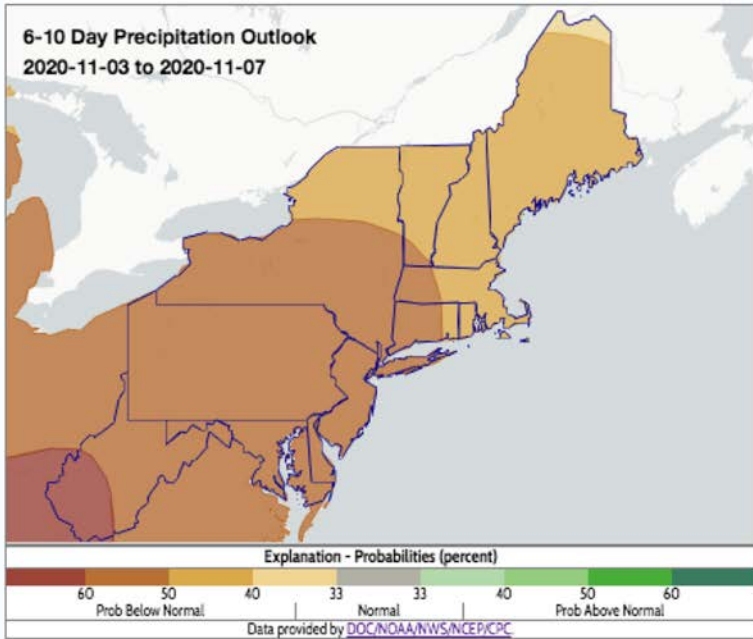 6-10 Day Precipitation Outlook
2020-11-03 to 2020-11-07
Explanation - Probabilities (percent)
60 50 40 33 33 40 50 60
Prob Below Normal | Normal | Prob Above Normal
Data provided by DOC/NOAA/NWS/NCEP/CPC